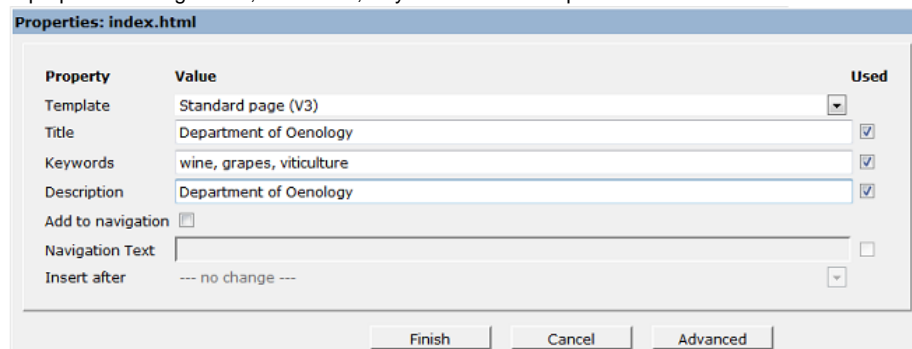 Properties: index.html
Property Value Used
Template Standard page (V3)
Title Department of Oenology
Keywords wine, grapes, viticulture
Description Department of Oenology
Add to navigation
Navigation Text
Insert after --- no change ---
Finish Cancel Advanced